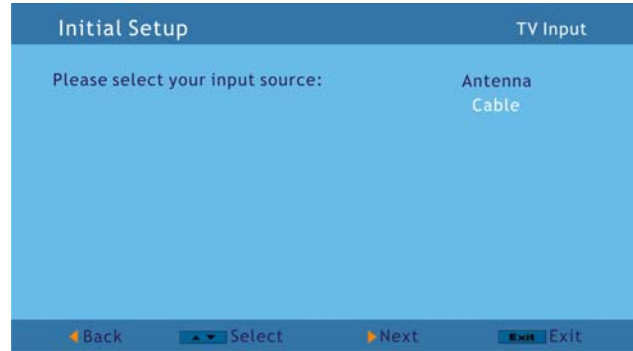 Initial Setup TV Input
Please select your input source: Antenna
Cable
Back Select Next Exit Exit